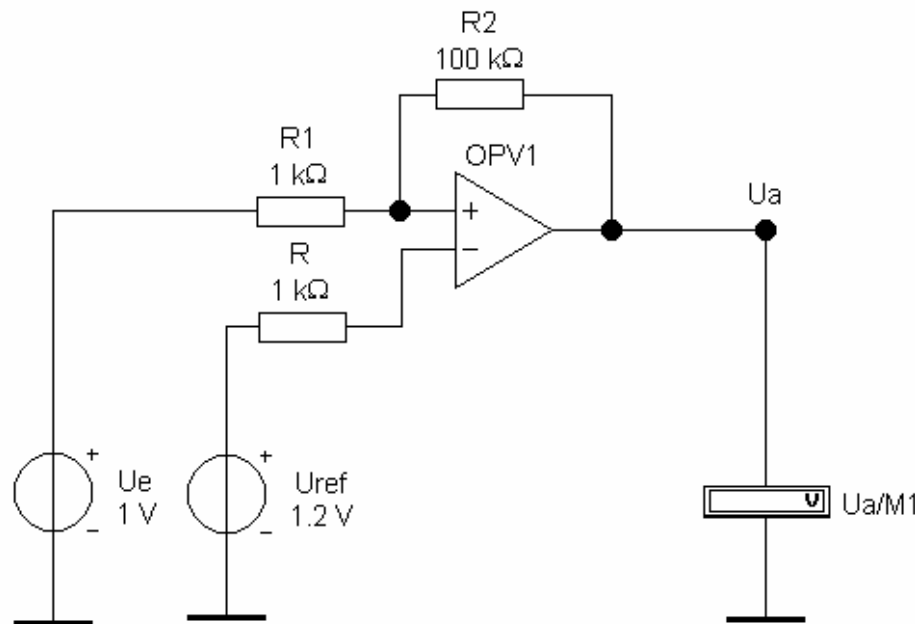 R2
100 kΩ
R1
1 kΩ
OPV1
+
−
Ua
R
1 kΩ
+
Ue
1 V
−
+
Uref
1.2 V
−
V
Ua/M1